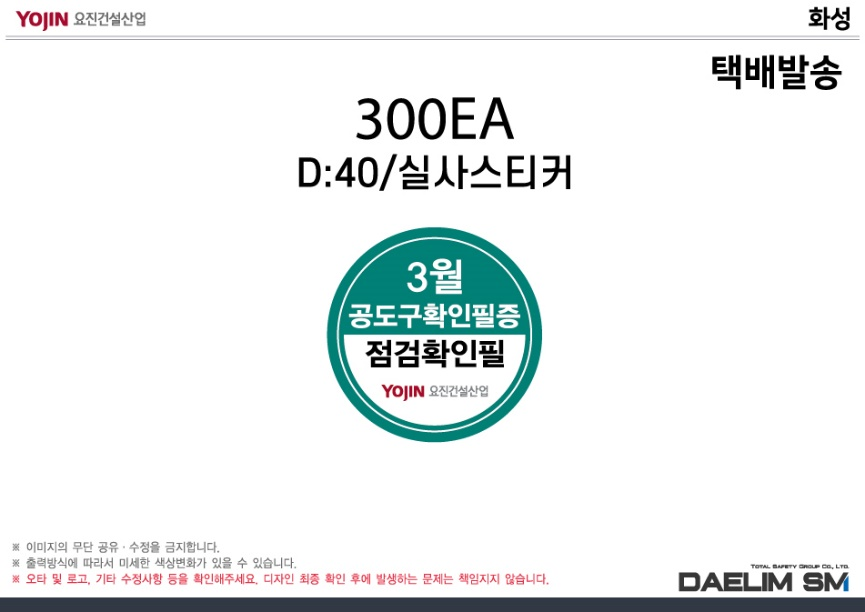 YOJIN 요진건설산업
화성
택배발송
300EA
D:40/실사스티커
3월
공도구확인필증
점검확인필
YOJIN 요진건설산업
※ 이미지의 무단 공유 · 수정을 금지합니다.
※ 출력방식에 따라서 미세한 색상변화가 있을 수 있습니다.
※ 오타 및 로고, 기타 수정사항 등을 확인해주세요. 디자인 최종 확인 후에 발생하는 문제는 책임지지 않습니다.
TOTAL SAFETY GROUP CO., LTD.
DAELIM SM